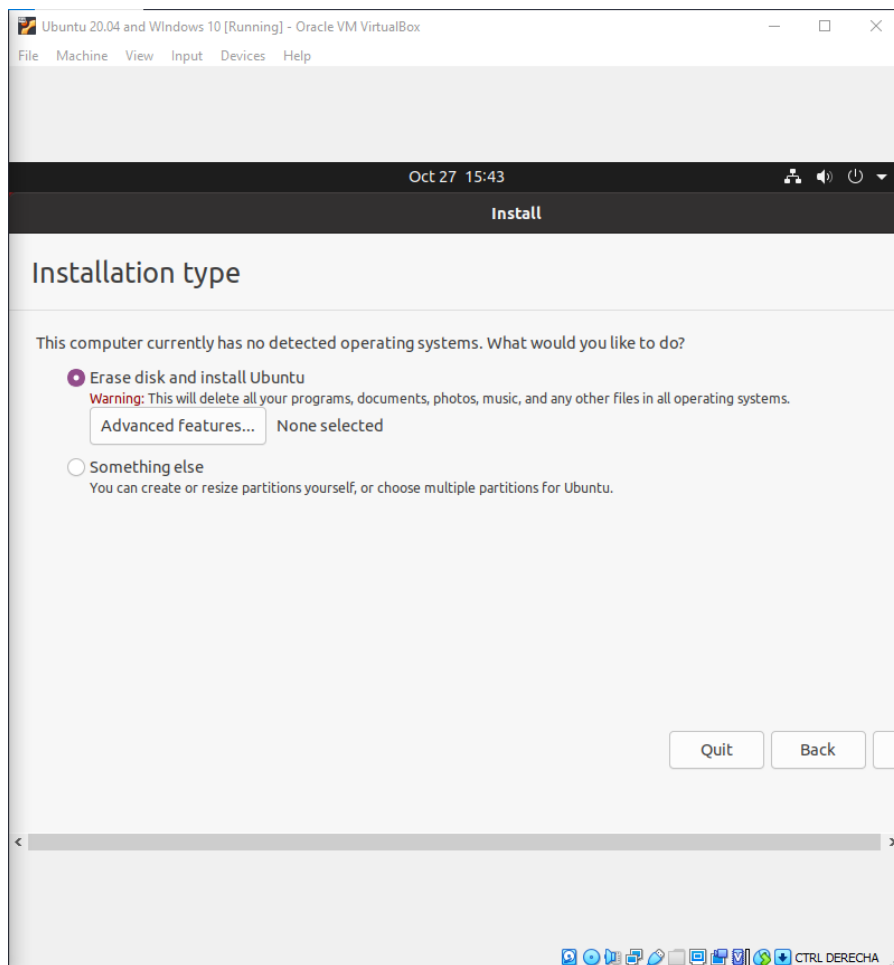 Ubuntu 20.04 and WIndows 10 [Running] - Oracle VM VirtualBox
File Machine View Input Devices Help
Oct 27 15:43
Install
Installation type
This computer currently has no detected operating systems. What would you like to do?
Erase disk and install Ubuntu
Warning: This will delete all your programs, documents, photos, music, and any other files in all operating systems.
Advanced features... None selected
Something else
You can create or resize partitions yourself, or choose multiple partitions for Ubuntu.
Quit Back
CTRL DERECHA